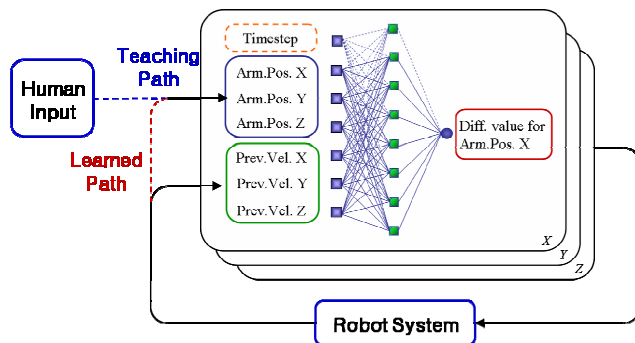 Human
Input
Teaching
Path
Learned
Path
Timestep
Arm.Pos. X
Arm.Pos. Y
Arm.Pos. Z
Prev.Vel. X
Prev.Vel. Y
Prev.Vel. Z
Diff. value for
Arm.Pos. X
X
Y
Z
Robot System